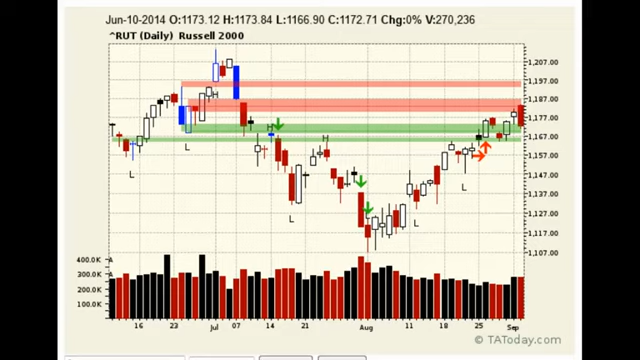 Jun-10-2014 O:1173.12 H:1173.84 L:1166.90 C:1172.71 Chg:0% V:270,236
^RUT (Daily) Russell 2000
1,207.00
1,197.00
1,187.00
1,177.00
1,167.00
1,157.00
1,147.00
1,137.00
1,127.00
1,117.00
1,107.00
H
H
H
L
L
L
L
L
400.0K A
300.0K A
200.0K
100.0K
16 23 Jul 07 14 21 Aug 11 18 25 Sep
© TAToday.com